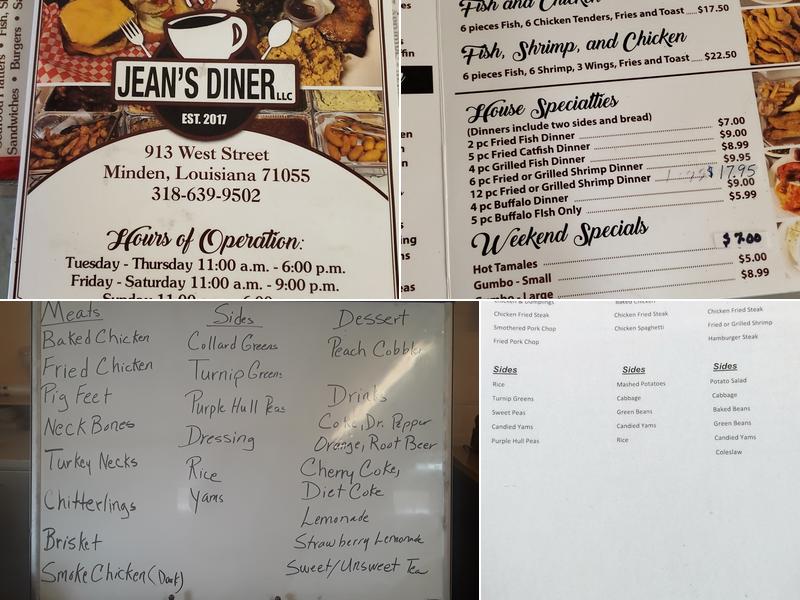 Sandwiches • Burgers
JEAN'S DINER LLC
EST. 2017
913 West Street
Minden, Louisiana 71055
318-639-9502
Hours of Operation:
Tuesday - Thursday 11:00 a.m. - 6:00 p.m.
Friday - Saturday 11:00 a.m. - 9:00 p.m.
Fish and Chicken
6 pieces Fish, 6 Chicken Tenders, Fries and Toast ..... $17.50
Fish, Shrimp, and Chicken
6 pieces Fish, 6 Shrimp, 3 Wings, Fries and Toast ..... $22.50
House Specialties
(Dinners include two sides and bread)
2 pc Fried Fish Dinner $7.00
5 pc Fried Catfish Dinner $9.00
4 pc Grilled Fish Dinner $8.99
6 pc Fried or Grilled Shrimp Dinner $9.95
12 pc Fried or Grilled Shrimp Dinner $17.95
4 pc Buffalo Dinner $9.00
5 pc Buffalo FIsh Only $5.99
Weekend Specials
Hot Tamales $7.00
Gumbo - Small $5.00
Gumbo - Large $8.99
Meats
Baked Chicken
Fried Chicken
Pig Feet
Neck Bones
Turkey Necks
Chitterlings
Brisket
Smoke Chicken (Dark)
Sides
Collard Greens
Turnip Greens
Purple Hull Peas
Dressing
Rice
Yams
Dessert
Peach Cobbler
Drinks
Coke, Dr. Pepper
Orange, Root Beer
Cherry Coke,
Diet Coke
Lemonade
Strawberry Lemonade
Sweet/Unsweet Tea
Chicken & Dumplings
Chicken Fried Steak
Smothered Pork Chop
Fried Pork Chop
Baked Chicken
Chicken Fried Steak
Chicken Spaghetti
Chicken Fried Steak
Fried or Grilled Shrimp
Hamburger Steak
Sides
Rice
Turnip Greens
Sweet Peas
Candied Yams
Purple Hull Peas
Sides
Mashed Potatoes
Cabbage
Green Beans
Candied Yams
Rice
Sides
Potato Salad
Cabbage
Baked Beans
Green Beans
Candied Yams
Coleslaw